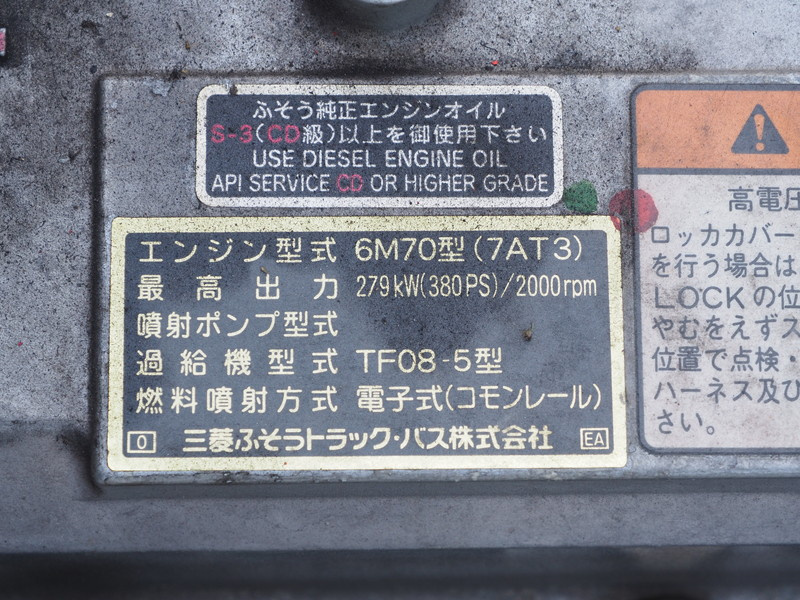 ふそう純正エンジンオイル
S-3(CD級)以上を御使用下さい
USE DIESEL ENGINE OIL
API SERVICE CD OR HIGHER GRADE
エンジン型式 6M70型(7AT3)
最高出力 279kW(380PS)/2000rpm
噴射ポンプ型式
過給機型式 TF08-5型
燃料噴射方式 電子式(コモンレール)
0 三菱ふそうトラック・バス株式会社 EA
高電圧
ロッカカバー
を行う場合は
LOCKの位
やむをえずス
位置で点検・
ハーネス及び
さい。